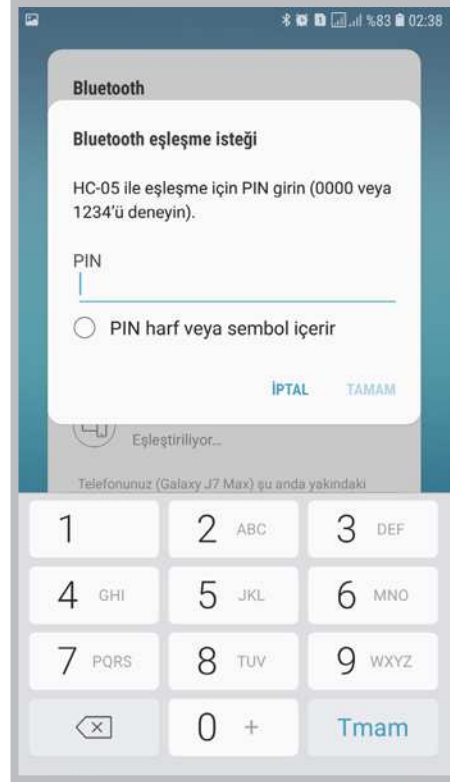 %83 02:38
Bluetooth
Bluetooth eşleşme isteği
HC-05 ile eşleşme için PIN girin (0000 veya
1234'ü deneyin).
PIN
PIN harf veya sembol içerir
İPTAL TAMAM
Eşleştiriliyor...
Telefonunuz (Galaxy J7 Max) şu anda yakındaki
1 2 ABC 3 DEF
4 GHI 5 JKL 6 MNO
7 PQRS 8 TUV 9 WXYZ
0 + Tmam